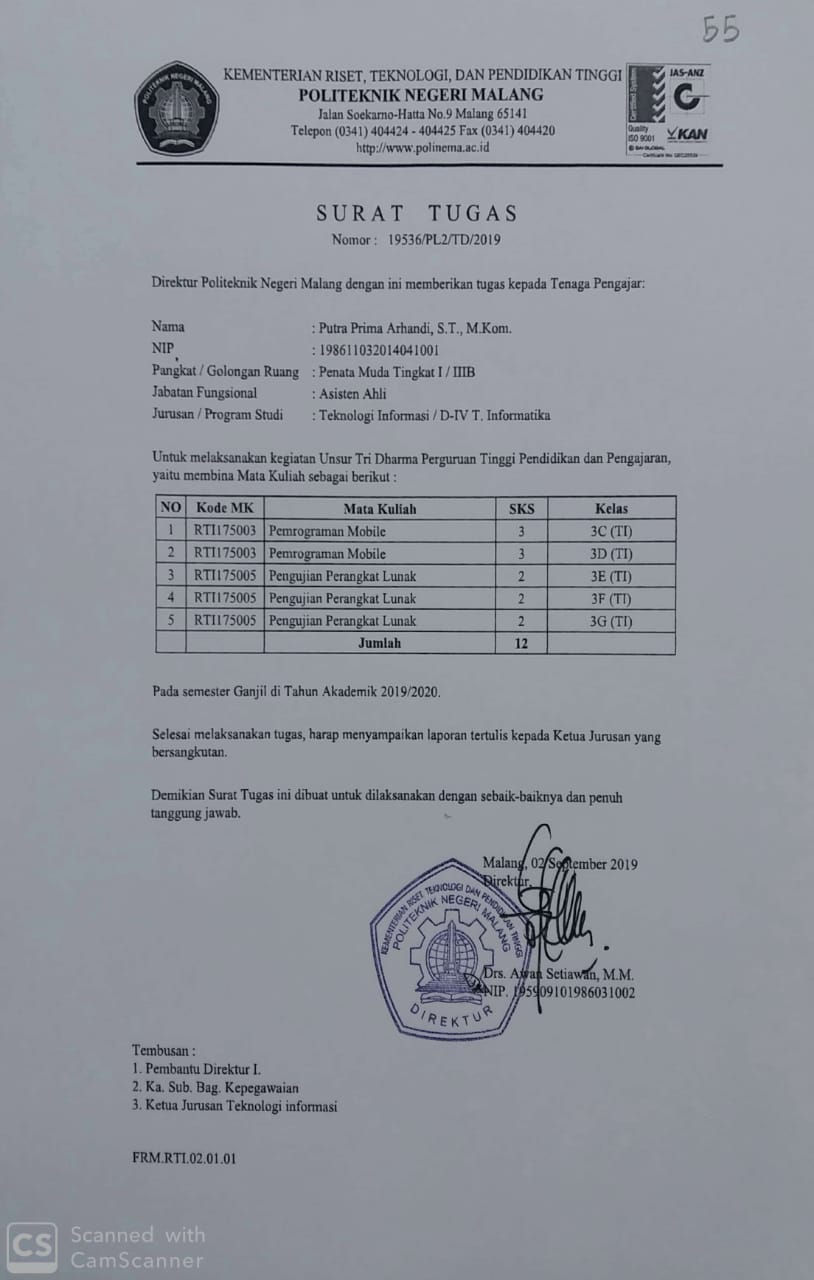 55
KEMENTERIAN RISET, TEKNOLOGI, DAN PENDIDIKAN TINGGI
POLITEKNIK NEGERI MALANG
Jalan Soekarno-Hatta No.9 Malang 65141
Telepon (0341) 404424 - 404425 Fax (0341) 404420
http://www.polinema.ac.id
POLITEKNIK NEGERI MALANG
Certified System
JAS-ANZ
Quality
ISO 9001
KAN
SAI GLOBAL
SURAT TUGAS
Nomor : 19536/PL2/TD/2019
Direktur Politeknik Negeri Malang dengan ini memberikan tugas kepada Tenaga Pengajar:
Nama : Putra Prima Arhandi, S.T., M.Kom.
NIP : 198611032014041001
Pangkat / Golongan Ruang : Penata Muda Tingkat I / IIIB
Jabatan Fungsional : Asisten Ahli
Jurusan / Program Studi : Teknologi Informasi / D-IV T. Informatika
Untuk melaksanakan kegiatan Unsur Tri Dharma Perguruan Tinggi Pendidikan dan Pengajaran,
yaitu membina Mata Kuliah sebagai berikut :
NO Kode MK Mata Kuliah SKS Kelas
1 RTI175003 Pemrograman Mobile 3 3C (TI)
2 RTI175003 Pemrograman Mobile 3 3D (TI)
3 RTI175005 Pengujian Perangkat Lunak 2 3E (TI)
4 RTI175005 Pengujian Perangkat Lunak 2 3F (TI)
5 RTI175005 Pengujian Perangkat Lunak 2 3G (TI)
Jumlah 12
Pada semester Ganjil di Tahun Akademik 2019/2020.
Selesai melaksanakan tugas, harap menyampaikan laporan tertulis kepada Ketua Jurusan yang
bersangkutan.
Demikian Surat Tugas ini dibuat untuk dilaksanakan dengan sebaik-baiknya dan penuh
tanggung jawab.
Malang, 02 September 2019
Direktur,
KEMENTERIAN RISET TEKNOLOGI DAN PENDIDIKAN TINGGI
POLITEKNIK NEGERI MALANG
DIREKTUR
Drs. Awan Setiawan, M.M.
NIP. 195909101986031002
Tembusan :
1. Pembantu Direktur I.
2. Ka. Sub. Bag. Kepegawaian
3. Ketua Jurusan Teknologi informasi
FRM.RTI.02.01.01
CS
Scanned with
CamScanner